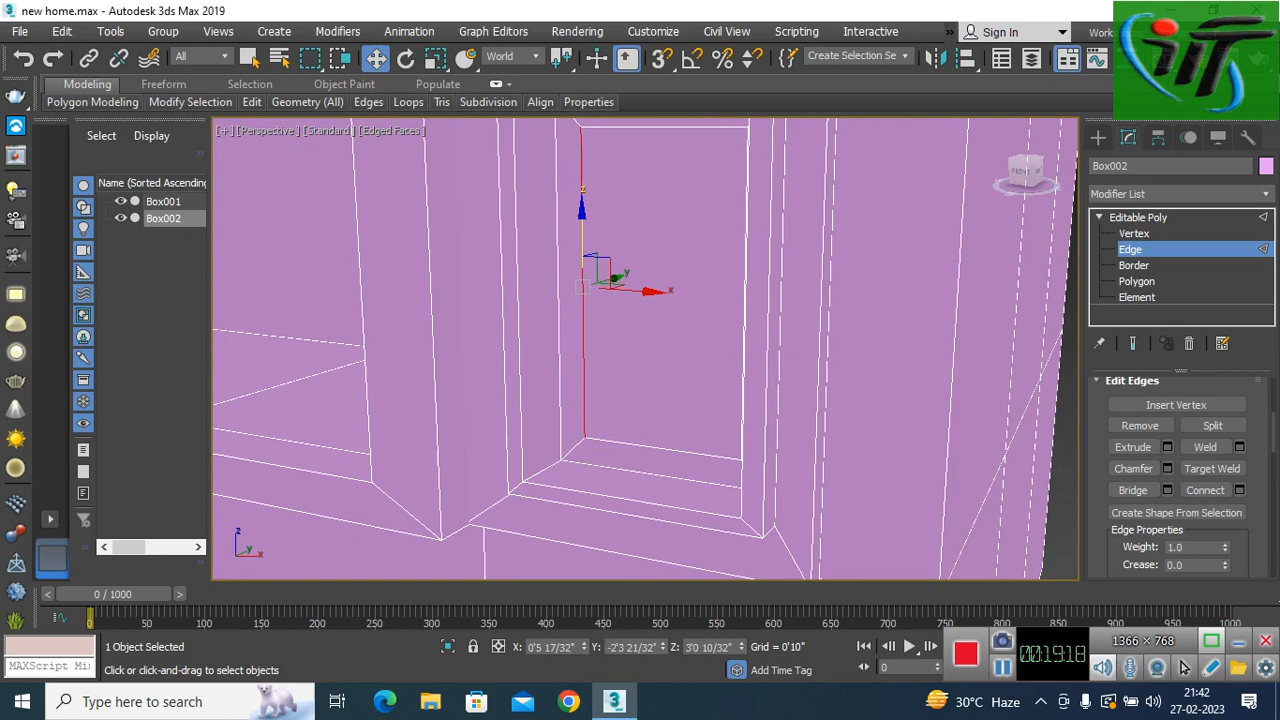 new home.max - Autodesk 3ds Max 2019
File Edit Tools Group Views Create Modifiers Animation Graph Editors Rendering Customize Civil View Scripting Interactive » Sign In
All World Create Selection Se
Modeling Freeform Selection Object Paint Populate
Polygon Modeling Modify Selection Edit Geometry (All) Edges Loops Tris Subdivision Align Properties
iTi
Select Display
Name (Sorted Ascending
Box001
Box002
[+] [Perspective] [Standard] [Edged Faces]
FRONT
z
y
x
z
y
x
Box002
Modifier List
Editable Poly
Vertex
Edge
Border
Polygon
Element
Edit Edges
Insert Vertex
Remove Split
Extrude Weld
Chamfer Target Weld
Bridge Connect
Create Shape From Selection
Edge Properties
Weight: 1.0
Crease: 0.0
< 0 / 1000 >
0 50 100 150 200 250 300 350 400 450 500 550 600 650 700 750 800 850 900 950 1000
1 Object Selected
X: 0'5 17/32" Y: -2'3 21/32" Z: 3'0 10/32" Grid = 0'10"
MAXScript Mi
Click or click-and-drag to select objects
Add Time Tag
0
00:19:18
1366 × 768
Type here to search
30°C Haze
21:42
27-02-2023